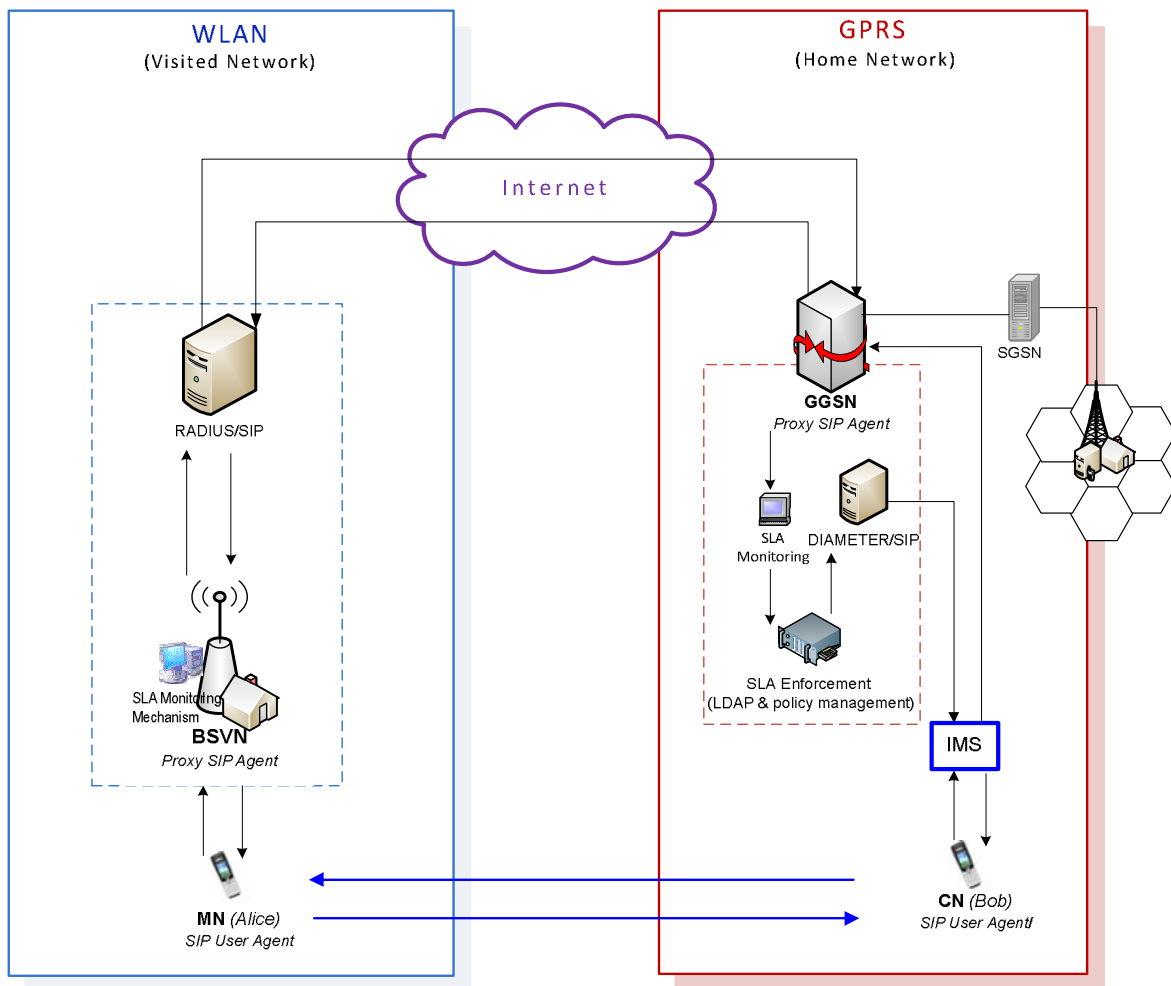 WLAN
(Visited Network)
GPRS
(Home Network)
Internet
SGSN
RADIUS/SIP
GGSN
Proxy SIP Agent
SLA
Monitoring
DIAMETER/SIP
SLA Enforcement
(LDAP & policy management)
SLA Monitoring
Mechanism
BSVN
Proxy SIP Agent
IMS
MN (Alice)
SIP User Agent
CN (Bob)
SIP User Agent/